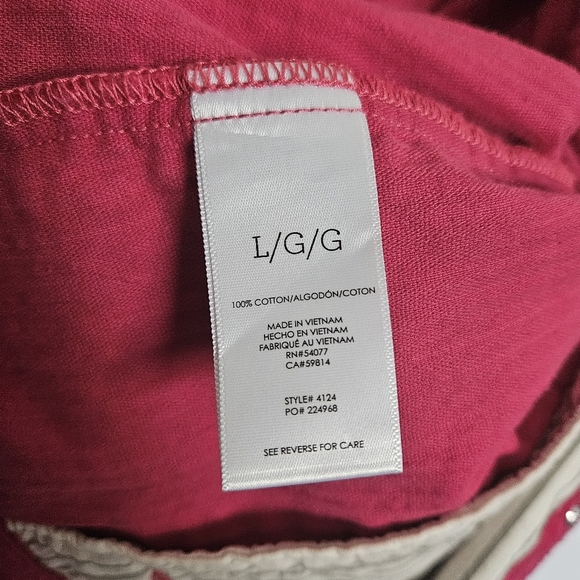 L/G/G
100% COTTON/ALGODÓN/COTON
MADE IN VIETNAM
HECHO EN VIETNAM
FABRIQUÉ AU VIETNAM
RN#54077
CA#59814
STYLE# 4124
PO# 224968
SEE REVERSE FOR CARE